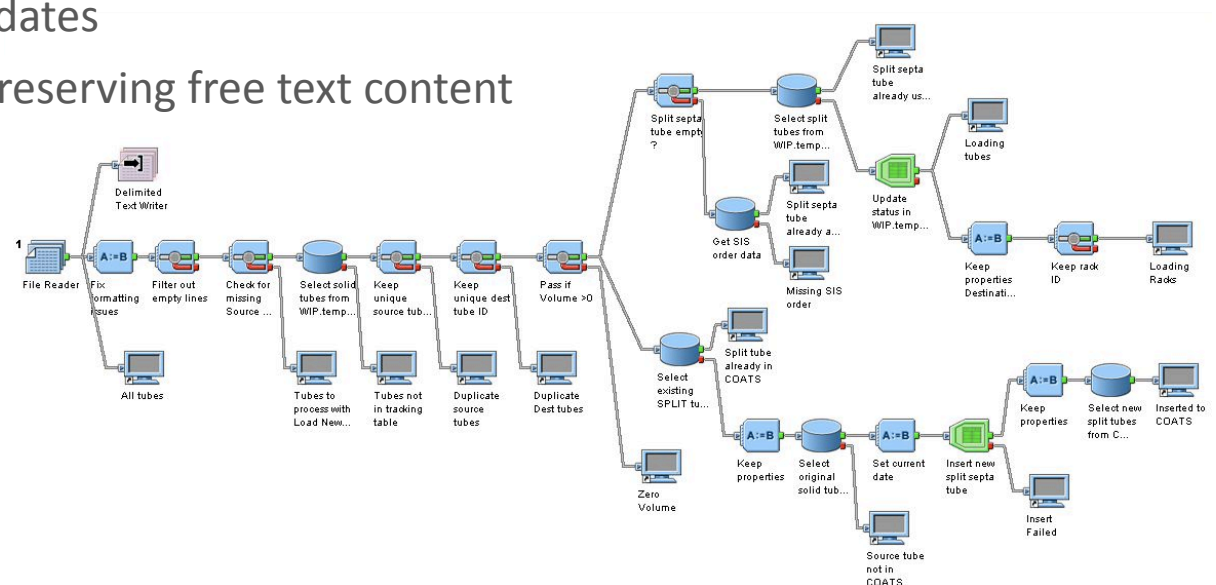 dates
reserving free text content
Split septa
tube
already us...
Split septa
tube empty
?
Select split
tubes from
WIP.temp...
Loading
tubes
Delimited
Text Writer
Split septa
tube
already a...
Update
status in
WIP.temp...
Get SIS
order data
1
A:=B
A:=B
File Reader
Fix
formatting
issues
Filter out
empty lines
Check for
missing
Source ...
Select solid
tubes from
WIP.temp...
Keep
unique
source tub...
Keep
unique dest
tube ID
Pass if
Volume >0
Missing SIS
order
Keep
properties
Destinati...
Keep rack
ID
Loading
Racks
Split tube
already in
COATS
Select
existing
SPLIT tu...
A:=B
All tubes
Tubes to
process with
Load New...
Tubes not
in tracking
table
Duplicate
source
tubes
Duplicate
Dest tubes
Keep
properties
Select new
split tubes
from C...
Inserted to
COATS
A:=B
A:=B
Zero
Volume
Keep
properties
Select
original
solid tub...
Set current
date
Insert new
split septa
tube
Insert
Failed
Source tube
not in
COATS